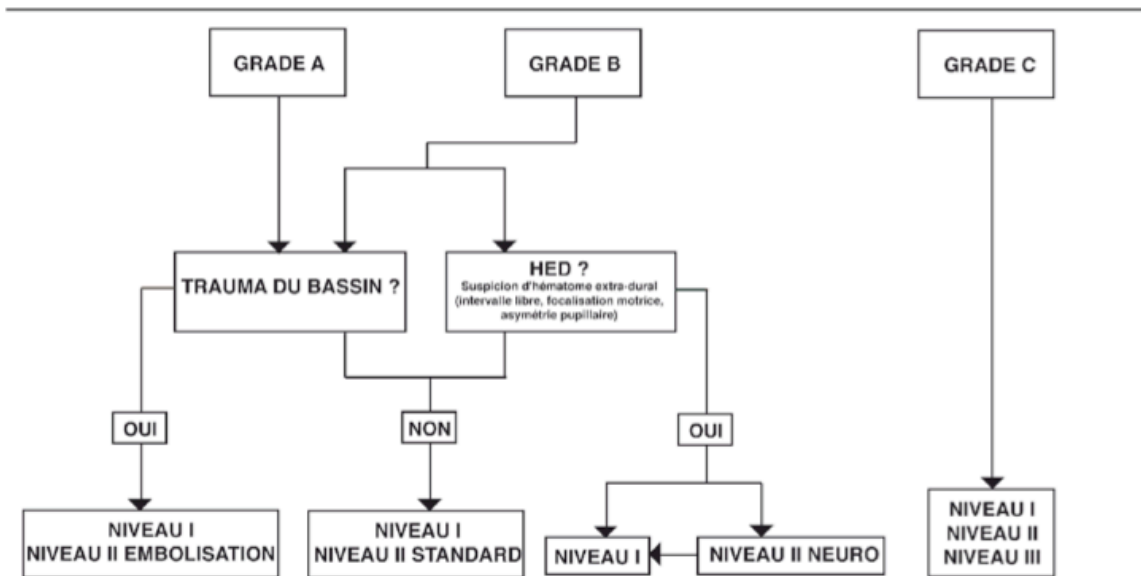 GRADE A
GRADE B
GRADE C
TRAUMA DU BASSIN ?
HED ?
Suspicion d'hématome extra-dural
(intervalle libre, focalisation motrice,
asymétrie pupillaire)
OUI
NON
OUI
NIVEAU I
NIVEAU II EMBOLISATION
NIVEAU I
NIVEAU II STANDARD
NIVEAU I
NIVEAU II NEURO
NIVEAU I
NIVEAU II
NIVEAU III